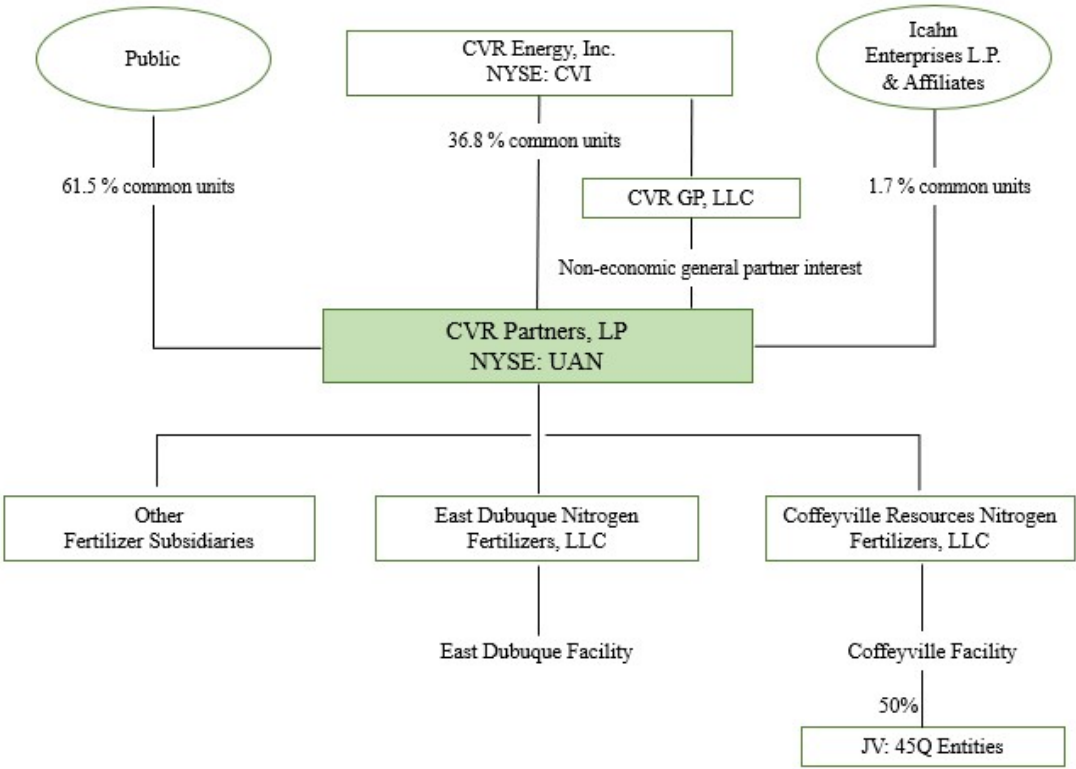 Public
CVR Energy, Inc.
NYSE: CVI
Icahn
Enterprises L.P.
& Affiliates
36.8 % common units
61.5 % common units
CVR GP, LLC
1.7 % common units
Non-economic general partner interest
CVR Partners, LP
NYSE: UAN
Other
Fertilizer Subsidiaries
East Dubuque Nitrogen
Fertilizers, LLC
Coffeyville Resources Nitrogen
Fertilizers, LLC
East Dubuque Facility
Coffeyville Facility
50%
JV: 45Q Entities